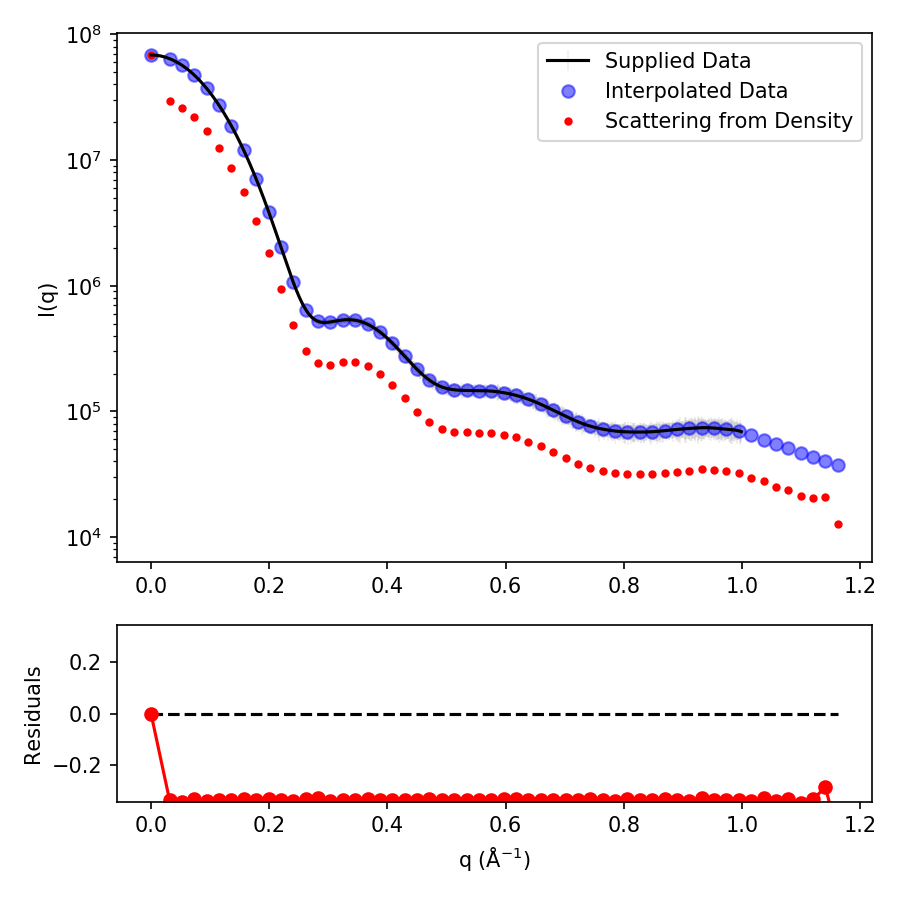 10⁸
10⁷
10⁶
10⁵
10⁴
I(q)
Supplied Data
Interpolated Data
Scattering from Density
0.0 0.2 0.4 0.6 0.8 1.0 1.2
0.2
0.0
−0.2
Residuals
0.0 0.2 0.4 0.6 0.8 1.0 1.2
q (Å⁻¹)